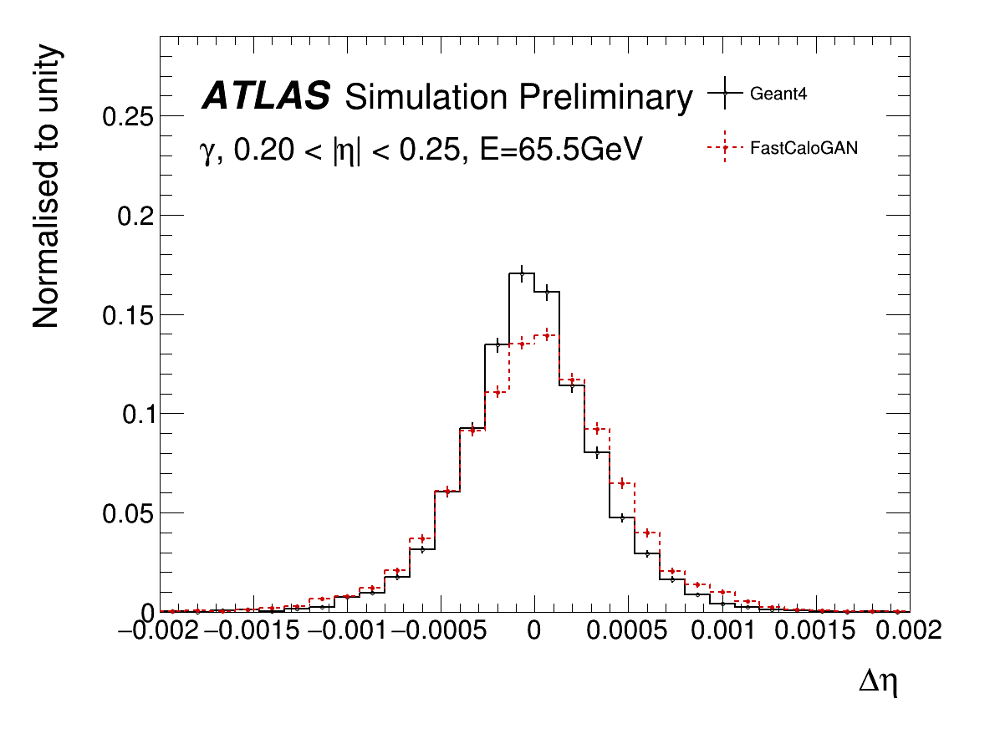 Normalised to unity
ATLAS Simulation Preliminary
γ, 0.20 < |η| < 0.25, E=65.5GeV
Geant4
FastCaloGAN
0.25
0.2
0.15
0.1
0.05
0
−0.002 −0.0015 −0.001 −0.0005 0 0.0005 0.001 0.0015 0.002
Δη